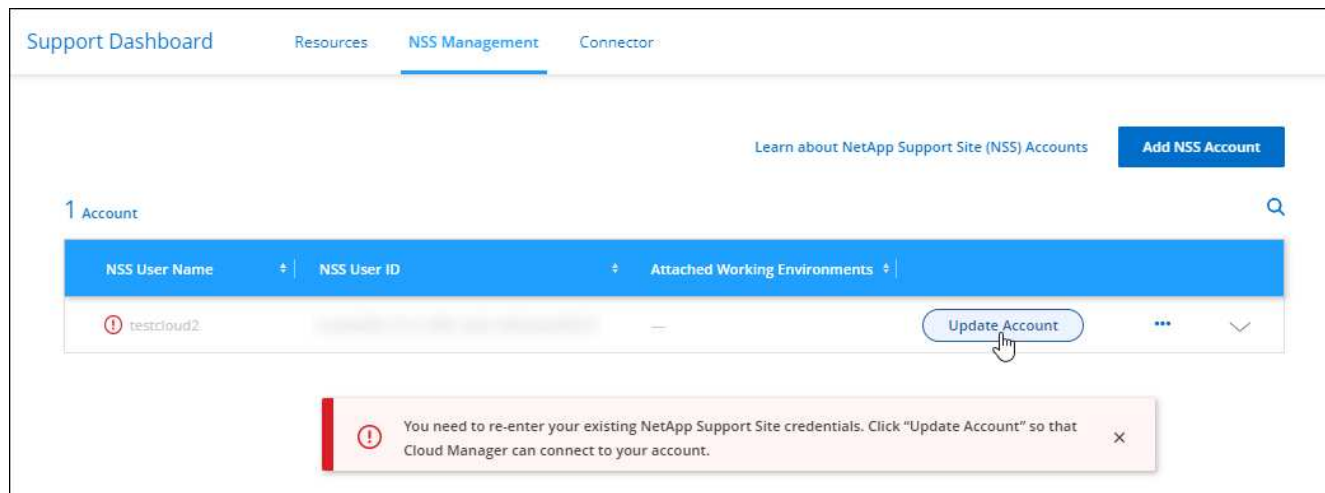 Support Dashboard Resources NSS Management Connector
Learn about NetApp Support Site (NSS) Accounts Add NSS Account
1 Account
NSS User Name NSS User ID Attached Working Environments
testcloud2 — Update Account ...
You need to re-enter your existing NetApp Support Site credentials. Click “Update Account” so that
Cloud Manager can connect to your account.